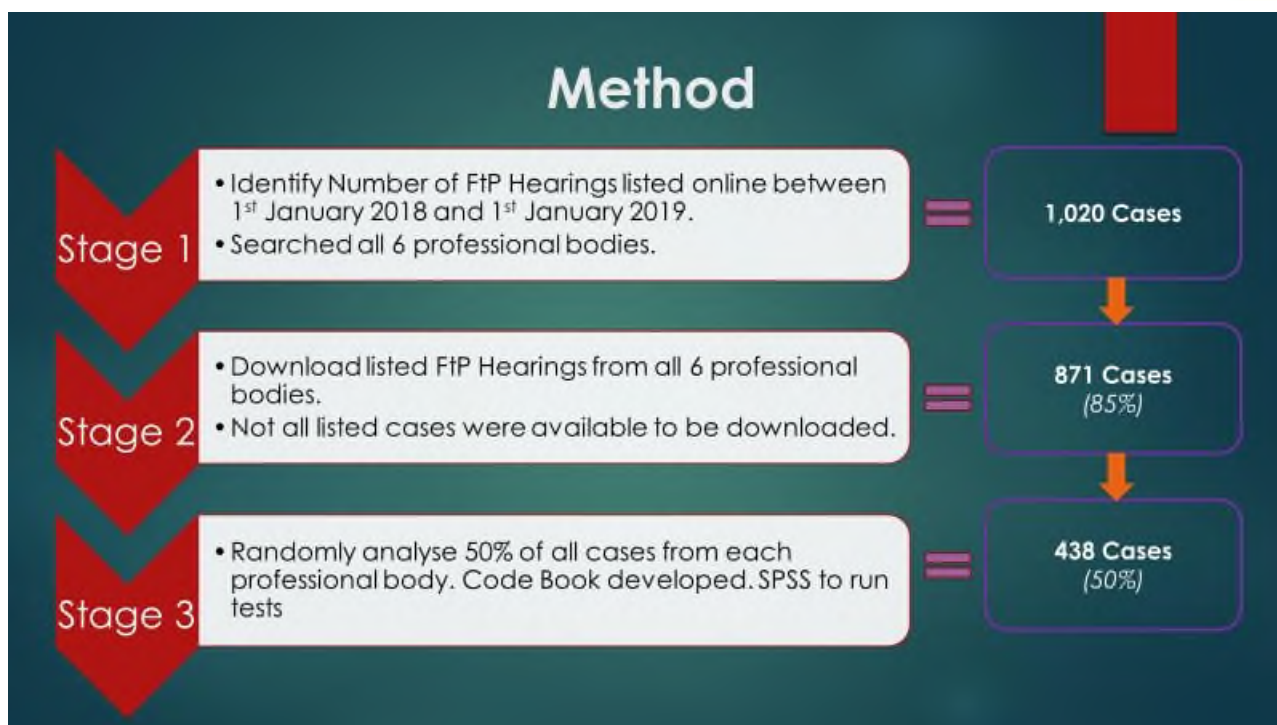 Method
Stage 1
• Identify Number of FtP Hearings listed online between
1st January 2018 and 1st January 2019.
• Searched all 6 professional bodies.
1,020 Cases
Stage 2
• Download listed FtP Hearings from all 6 professional
bodies.
• Not all listed cases were available to be downloaded.
871 Cases
(85%)
Stage 3
• Randomly analyse 50% of all cases from each
professional body. Code Book developed. SPSS to run
tests
438 Cases
(50%)